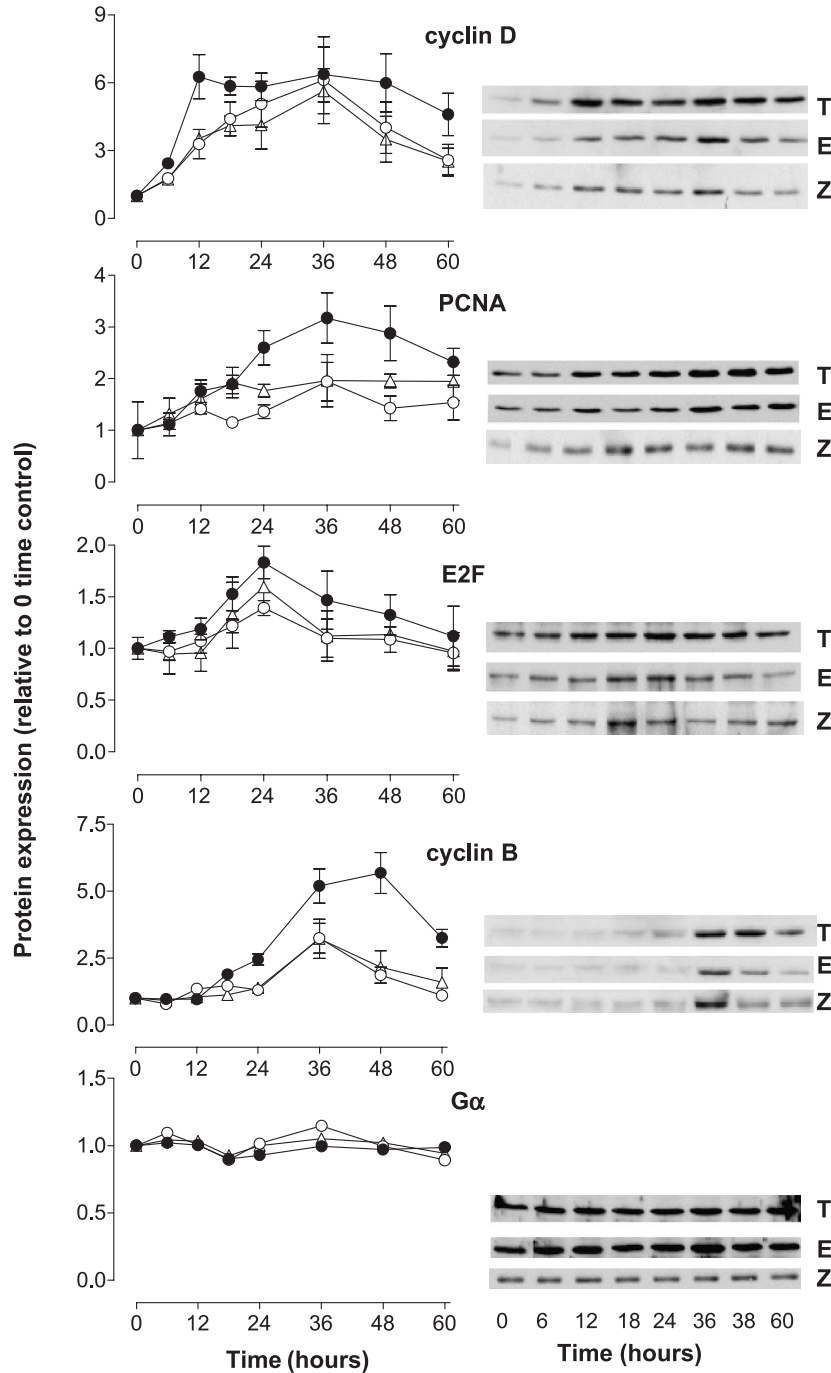 Protein expression (relative to 0 time control)
cyclin D
9
6
3
0
0 12 24 36 48 60
T
E
Z
PCNA
4
3
2
1
0
0 12 24 36 48 60
T
E
Z
E2F
2.0
1.5
1.0
0.5
0.0
0 12 24 36 48 60
T
E
Z
cyclin B
7.5
5.0
2.5
0.0
0 12 24 36 48 60
T
E
Z
Gα
1.5
1.0
0.5
0.0
0 12 24 36 48 60
Time (hours)
T
E
Z
0 6 12 18 24 36 38 60
Time (hours)